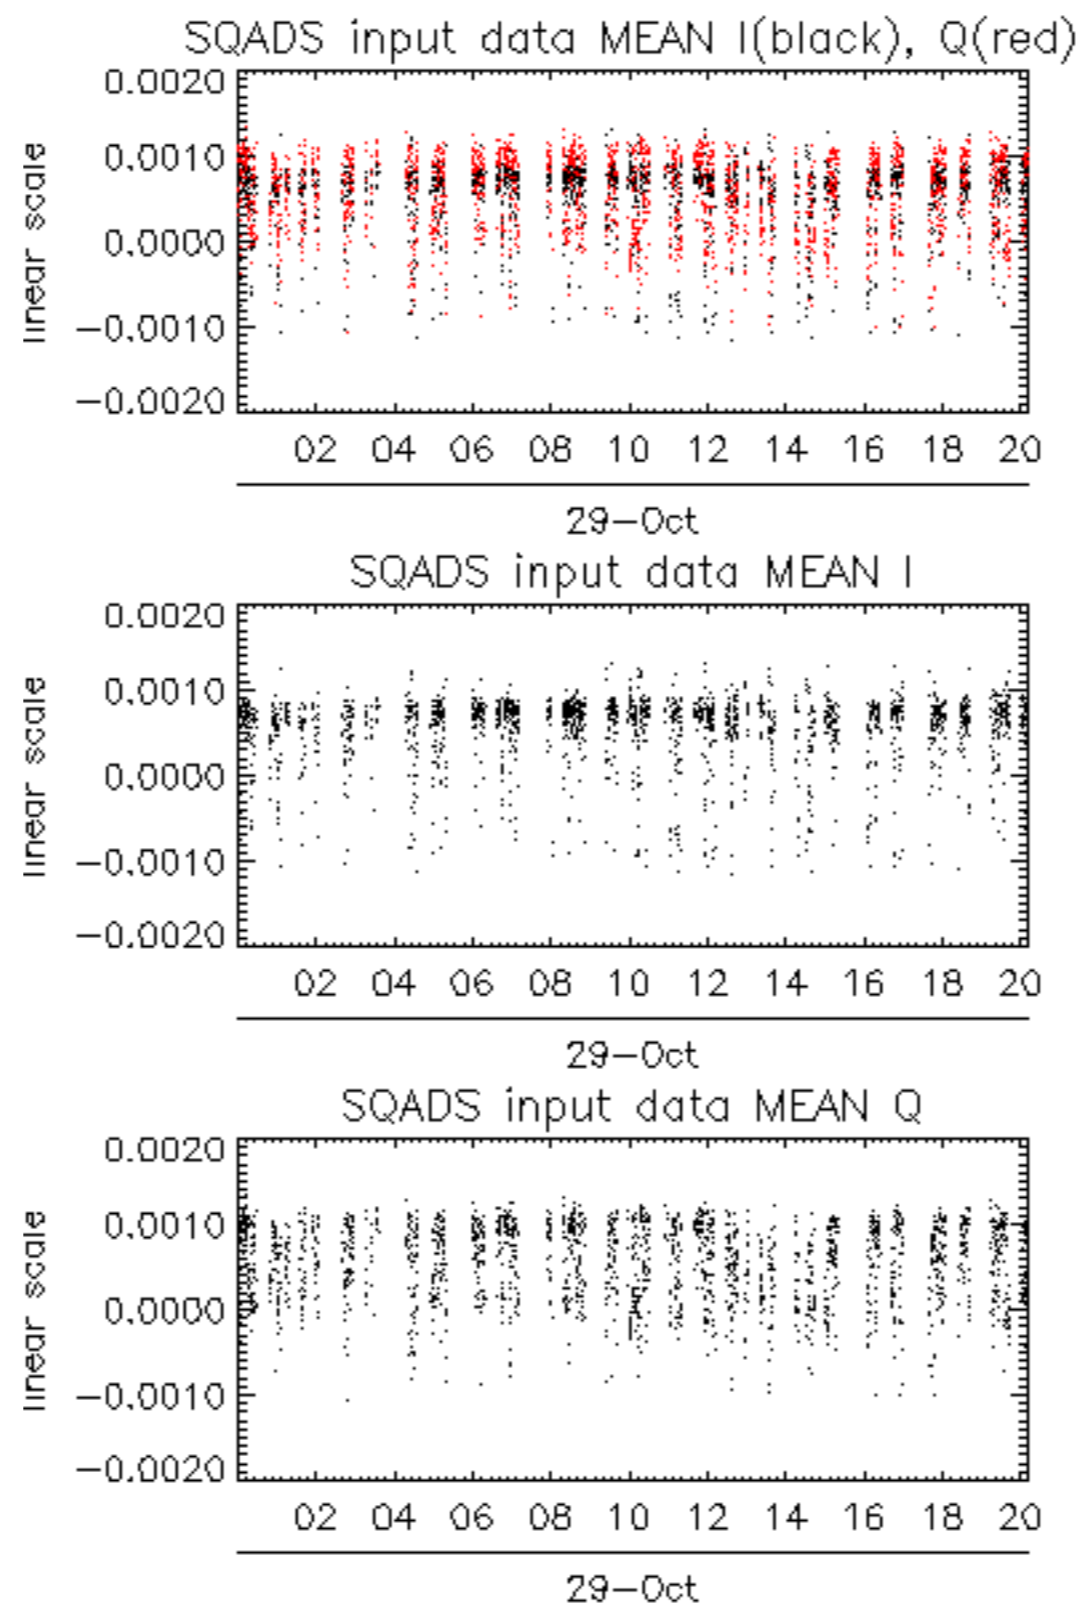 SQADS input data MEAN I(black), Q(red)
0.0020
0.0010
0.0000
−0.0010
−0.0020
linear scale
02 04 06 08 10 12 14 16 18 20
29−Oct
SQADS input data MEAN I
0.0020
0.0010
0.0000
−0.0010
−0.0020
linear scale
02 04 06 08 10 12 14 16 18 20
29−Oct
SQADS input data MEAN Q
0.0020
0.0010
0.0000
−0.0010
−0.0020
linear scale
02 04 06 08 10 12 14 16 18 20
29−Oct